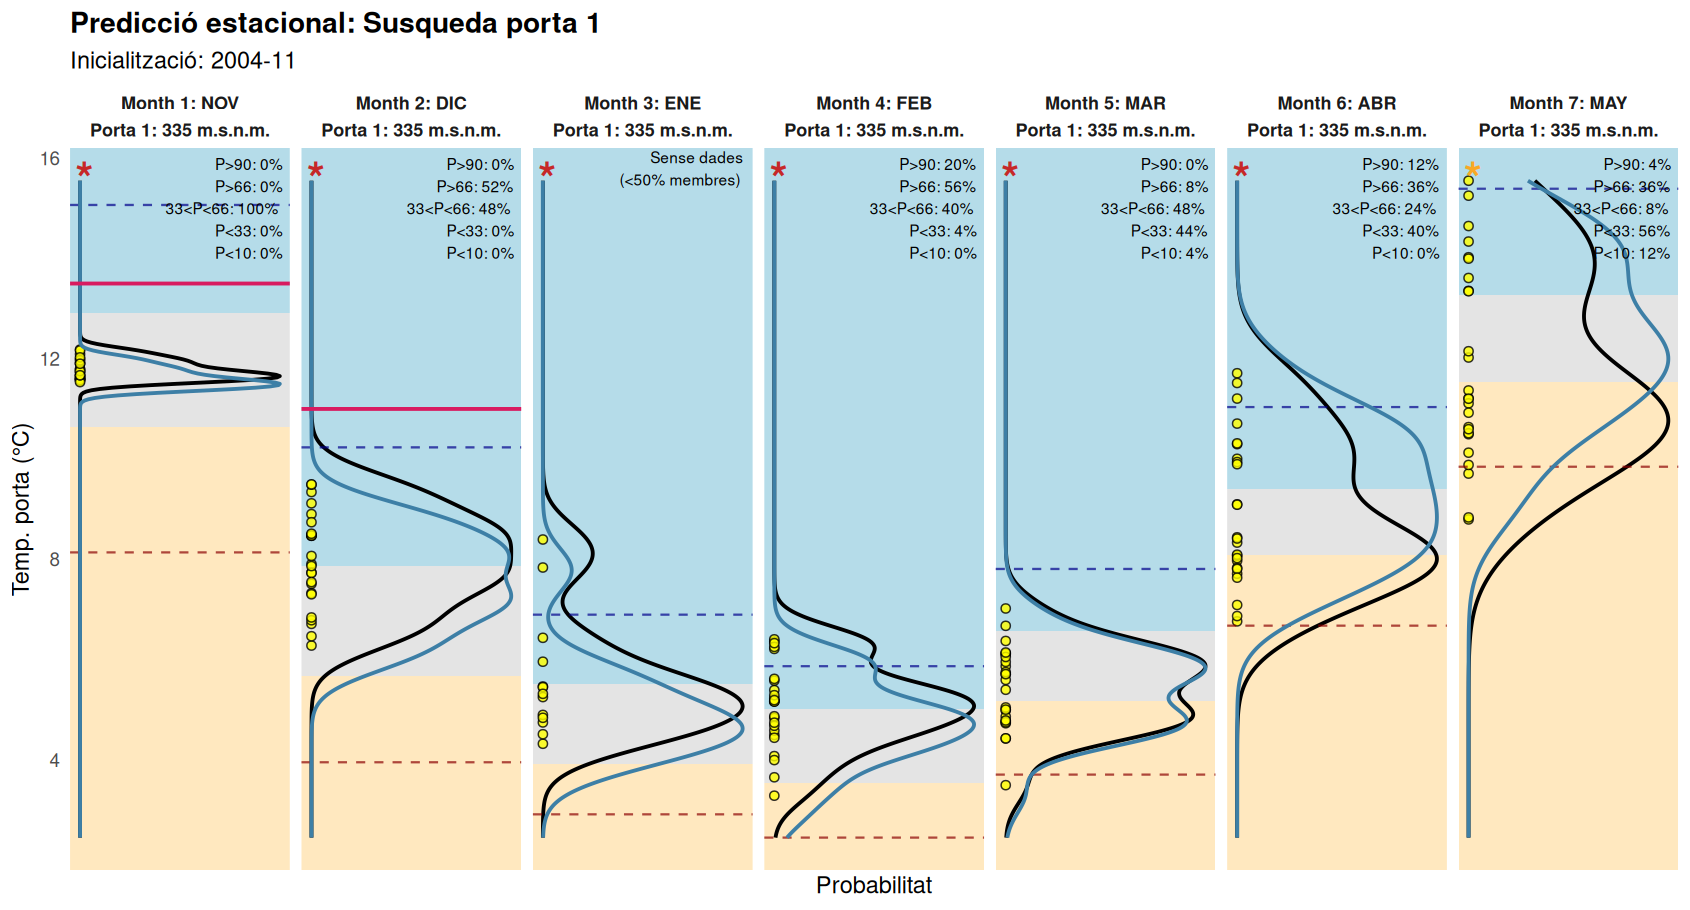 Predicció estacional: Susqueda porta 1
Inicialització: 2004-11
Month 1: NOV
Porta 1: 335 m.s.n.m.
Month 2: DIC
Porta 1: 335 m.s.n.m.
Month 3: ENE
Porta 1: 335 m.s.n.m.
Month 4: FEB
Porta 1: 335 m.s.n.m.
Month 5: MAR
Porta 1: 335 m.s.n.m.
Month 6: ABR
Porta 1: 335 m.s.n.m.
Month 7: MAY
Porta 1: 335 m.s.n.m.
Temp. porta (°C)
16
12
8
4
*
P>90: 0%
P>66: 0%
33<P<66: 100%
P<33: 0%
P<10: 0%
*
P>90: 0%
P>66: 52%
33<P<66: 48%
P<33: 0%
P<10: 0%
*
Sense dades
(<50% membres)
*
P>90: 20%
P>66: 56%
33<P<66: 40%
P<33: 4%
P<10: 0%
*
P>90: 0%
P>66: 8%
33<P<66: 48%
P<33: 44%
P<10: 4%
*
P>90: 12%
P>66: 36%
33<P<66: 24%
P<33: 40%
P<10: 0%
*
P>90: 4%
P>66: 36%
33<P<66: 8%
P<33: 56%
P<10: 12%
Probabilitat